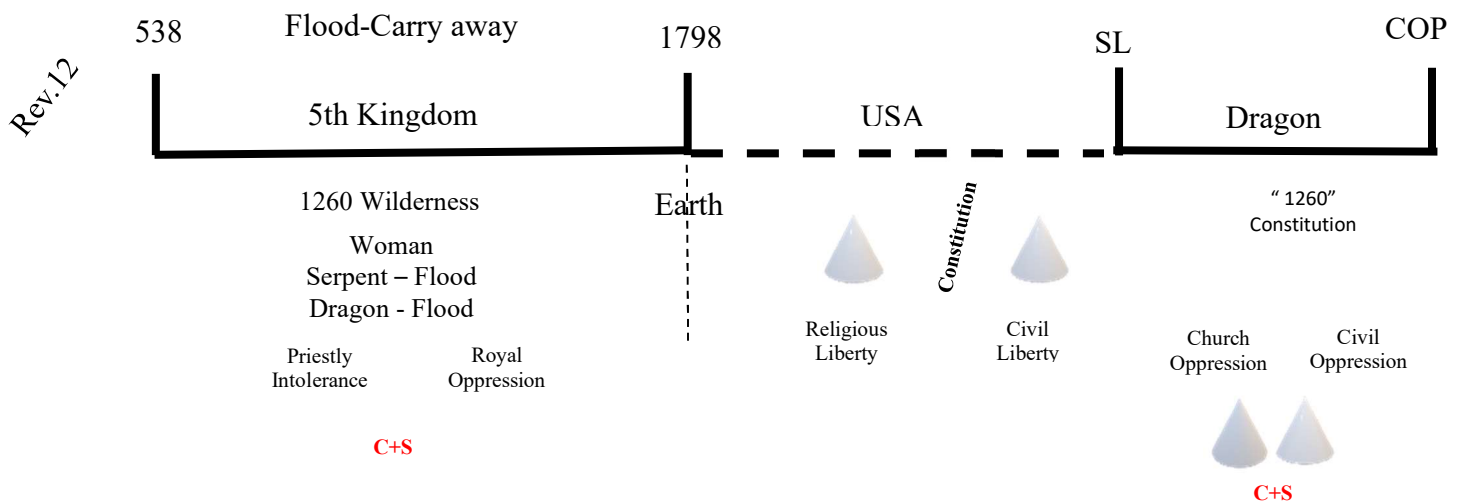 Rev.12
538
Flood-Carry away
1798
SL
COP
5th Kingdom
USA
Dragon
1260 Wilderness
Earth
Constitution
“ 1260”
Constitution
Woman
Serpent – Flood
Dragon - Flood
Priestly
Intolerance
Royal
Oppression
Religious
Liberty
Civil
Liberty
Church
Oppression
Civil
Oppression
C+S
C+S